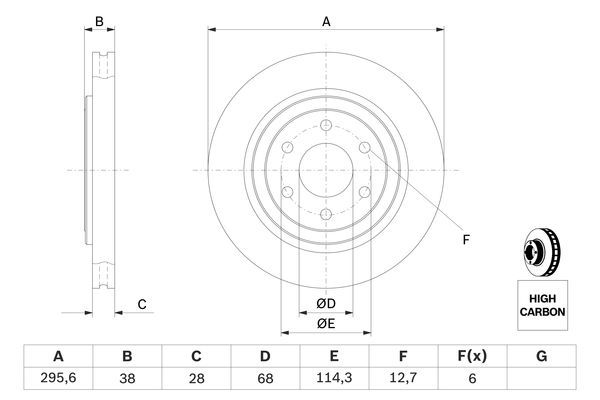 B
A
F
C
ØD
ØE
HIGH
CARBON
A B C D E F F(x) G
295,6 38 28 68 114,3 12,7 6